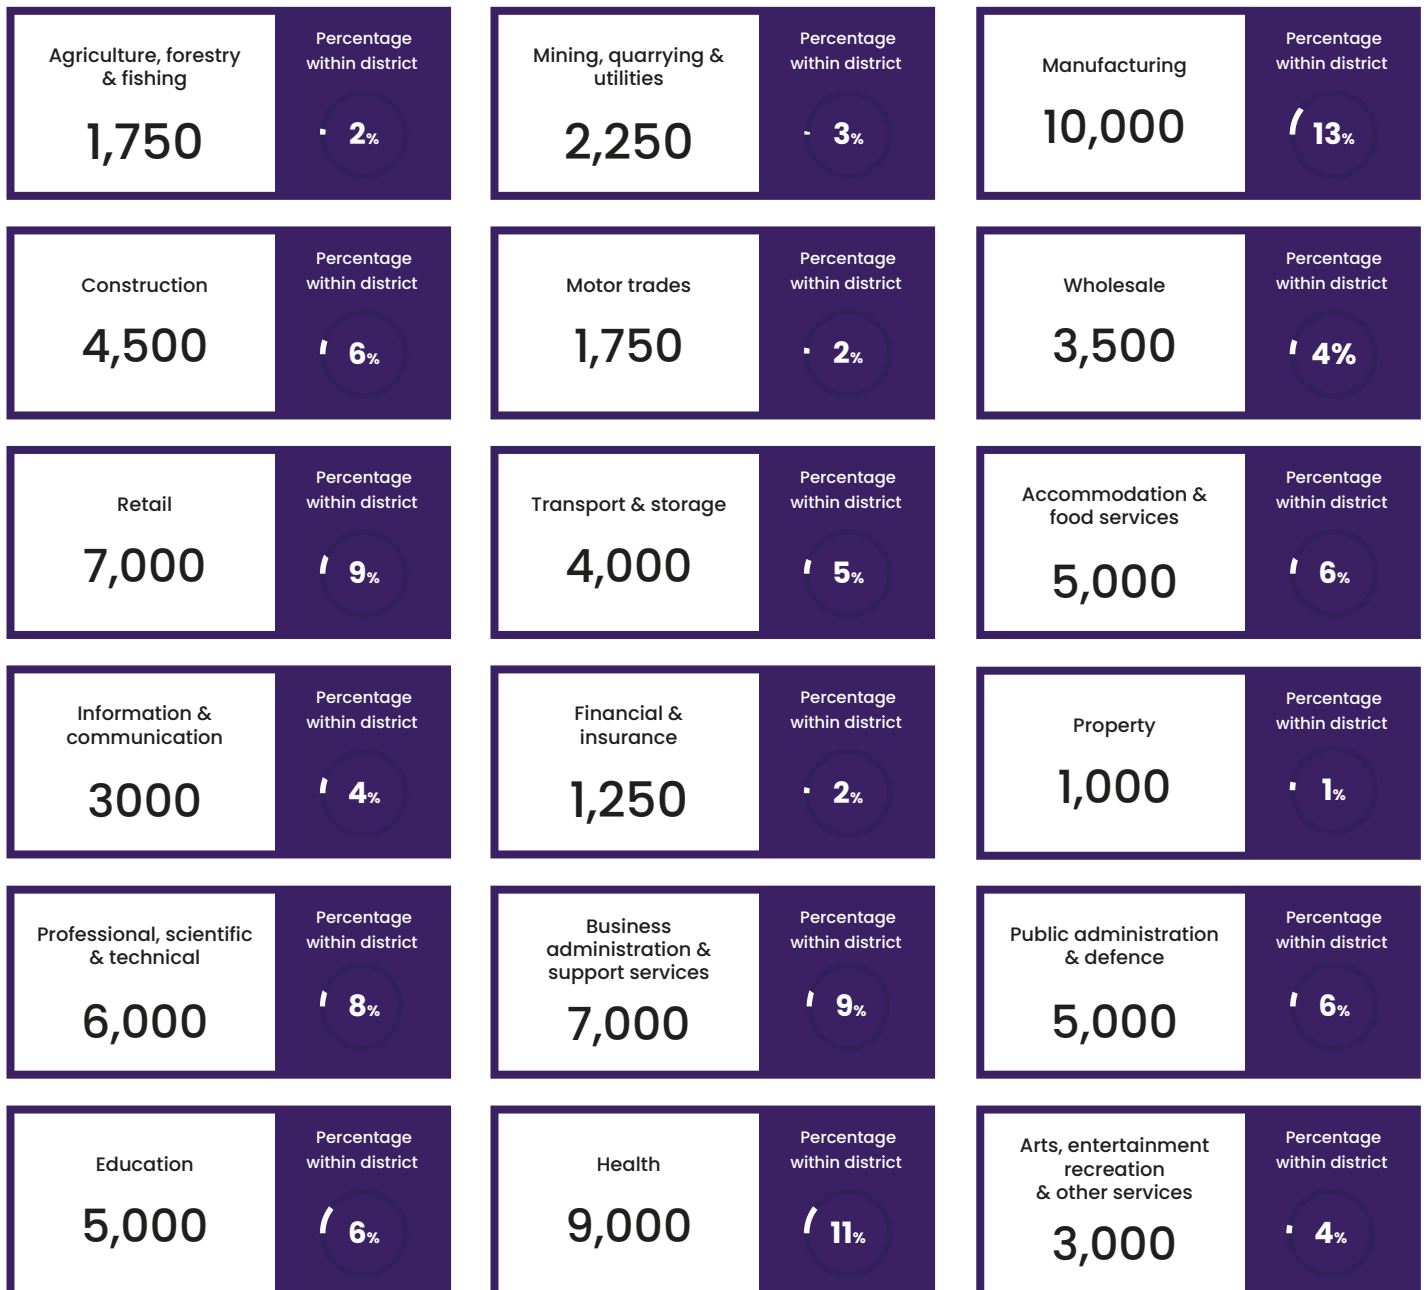 Agriculture, forestry
& fishing
1,750
Percentage
within district
2%
Mining, quarrying &
utilities
2,250
Percentage
within district
3%
Manufacturing
10,000
Percentage
within district
13%
Construction
4,500
Percentage
within district
6%
Motor trades
1,750
Percentage
within district
2%
Wholesale
3,500
Percentage
within district
4%
Retail
7,000
Percentage
within district
9%
Transport & storage
4,000
Percentage
within district
5%
Accommodation &
food services
5,000
Percentage
within district
6%
Information &
communication
3000
Percentage
within district
4%
Financial &
insurance
1,250
Percentage
within district
2%
Property
1,000
Percentage
within district
1%
Professional, scientific
& technical
6,000
Percentage
within district
8%
Business
administration &
support services
7,000
Percentage
within district
9%
Public administration
& defence
5,000
Percentage
within district
6%
Education
5,000
Percentage
within district
6%
Health
9,000
Percentage
within district
11%
Arts, entertainment
recreation
& other services
3,000
Percentage
within district
4%